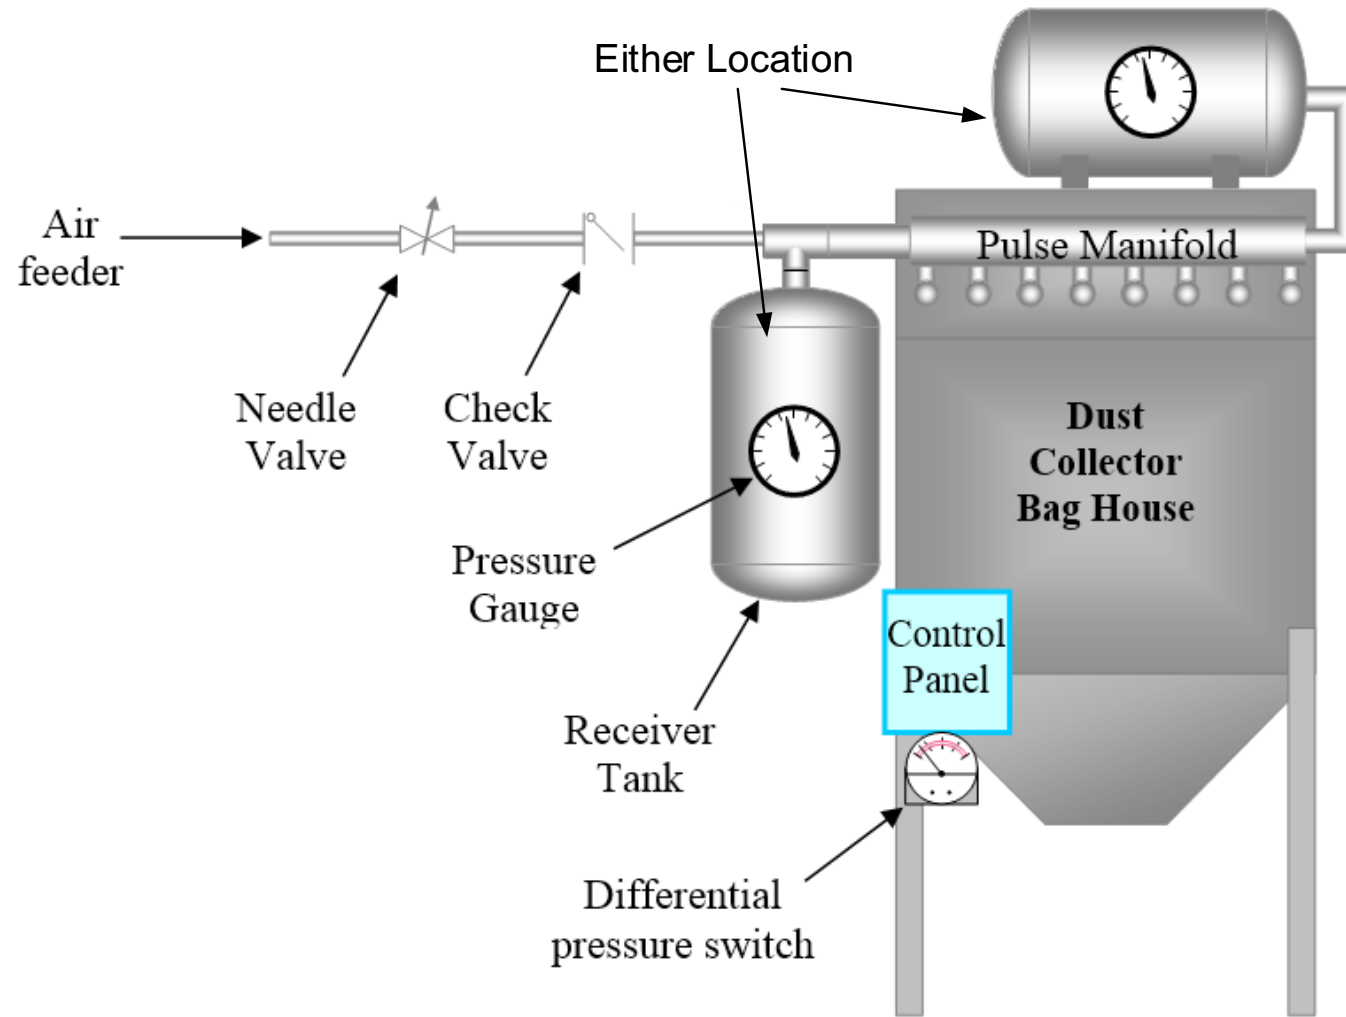 Either Location
Air
feeder
Pulse Manifold
Needle
Valve
Check
Valve
Dust
Collector
Bag House
Pressure
Gauge
Control
Panel
Receiver
Tank
Differential
pressure switch